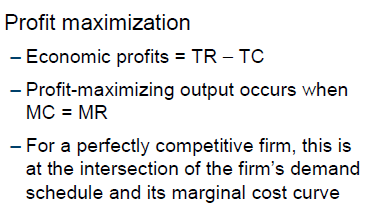 Profit maximization
– Economic profits = TR – TC
– Profit-maximizing output occurs when
MC = MR
– For a perfectly competitive firm, this is
at the intersection of the firm's demand
schedule and its marginal cost curve